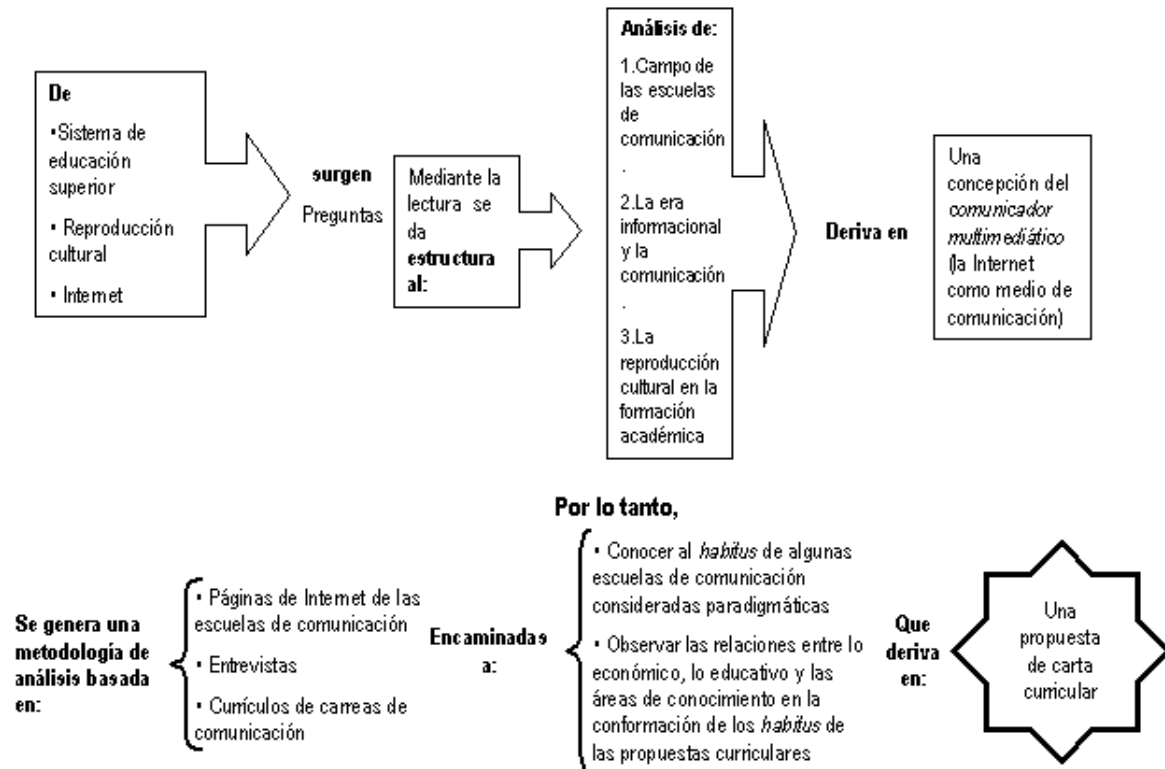 De
•Sistema de
educación
superior
• Reproducción
cultural
• Internet
surgen
Preguntas
Mediante la
lectura se
da
estructura
al:
Análisis de:
1.Campo de
las escuelas
de
comunicación
.
2.La era
informacional
y la
comunicación
.
3.La
reproducción
cultural en la
formación
académica
Deriva en
Una
concepción del
comunicador
multimediático
(la Internet
como medio de
comunicación)
Por lo tanto,
Se genera una
metodología de
análisis basada
en:
• Páginas de Internet de las
escuelas de comunicación
• Entrevistas
• Currículos de carreas de
comunicación
Encaminadas
a:
• Conocer al habitus de algunas
escuelas de comunicación
consideradas paradigmáticas
• Observar las relaciones entre lo
económico, lo educativo y las
áreas de conocimiento en la
conformación de los habitus de
las propuestas curriculares
Que
deriva
en:
Una
propuesta
de carta
curricular